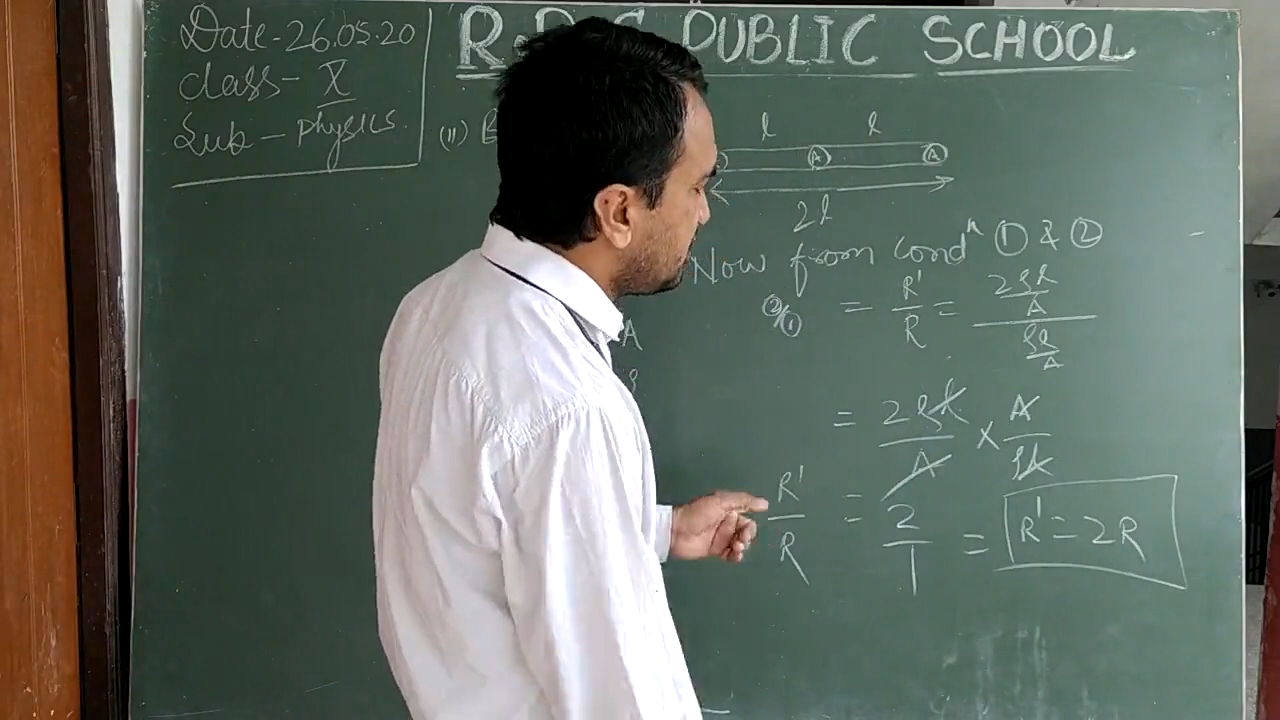 Date-26.05.20
Class- X
Sub- Physics.
PUBLIC SCHOOL
(11)
l l
A A
2l
Now from condⁿ ① & ②
②/① = R'/R = (2ρl/A)/(ρl/A)
A
ρ
= 2ρl/A × A/ρl
R'/R = 2/1 = R' = 2R